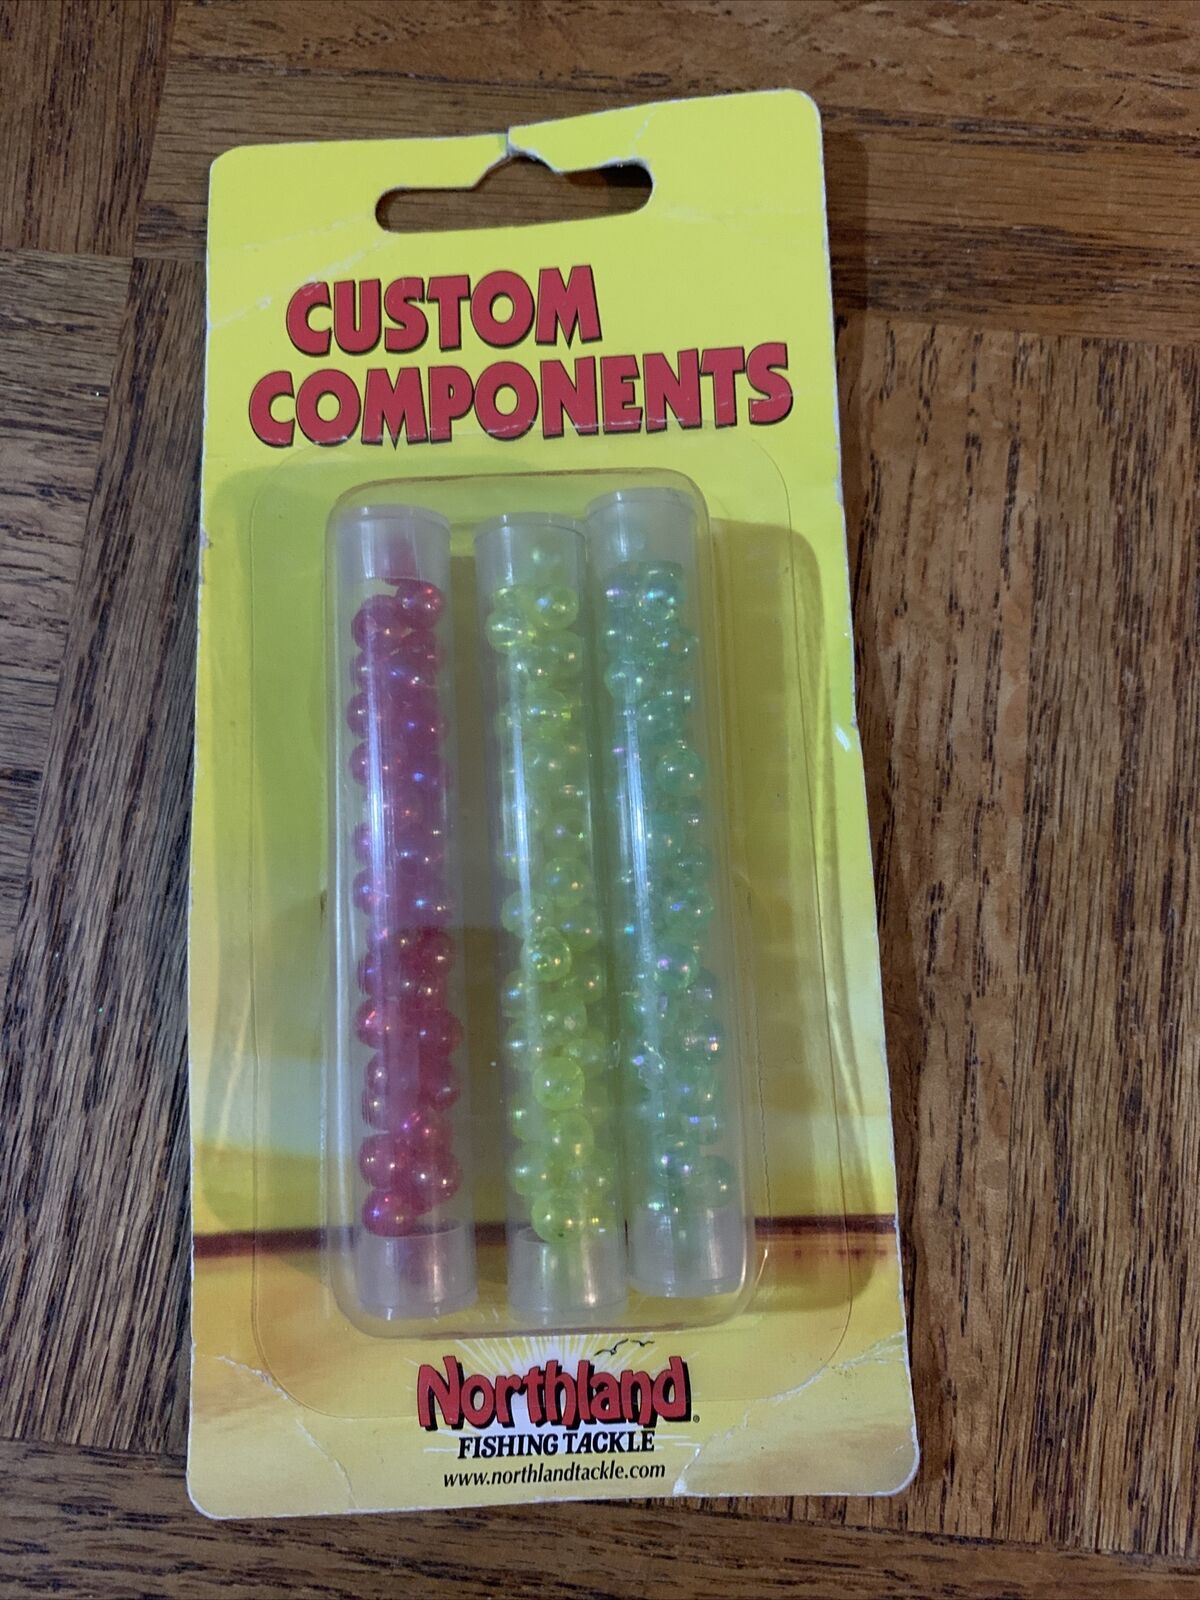 CUSTOM
COMPONENTS
Northland®
FISHING TACKLE
www.northlandtackle.com